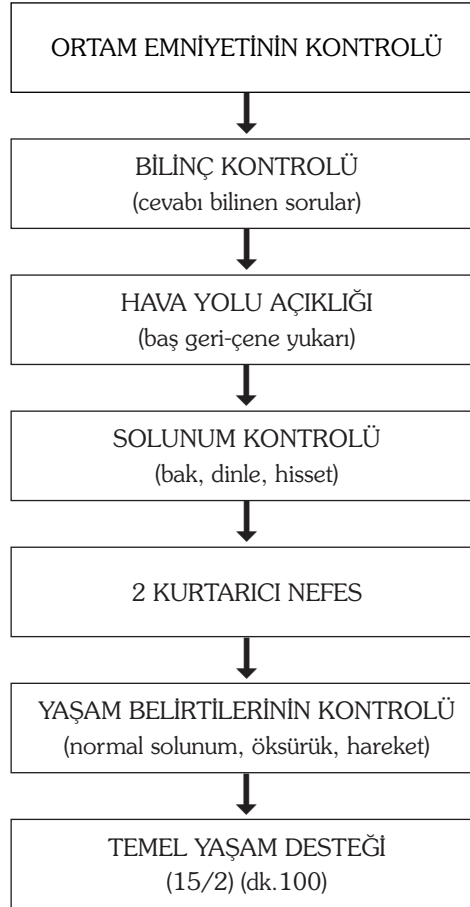 ORTAM EMNİYETİNİN KONTROLÜ
BİLİNÇ KONTROLÜ
(cevabı bilinen sorular)
HAVA YOLU AÇIKLIĞI
(baş geri-çene yukarı)
SOLUNUM KONTROLÜ
(bak, dinle, hisset)
2 KURTARICI NEFES
YAŞAM BELİRTİLERİNİN KONTROLÜ
(normal solunum, öksürük, hareket)
TEMEL YAŞAM DESTEĞİ
(15/2) (dk.100)